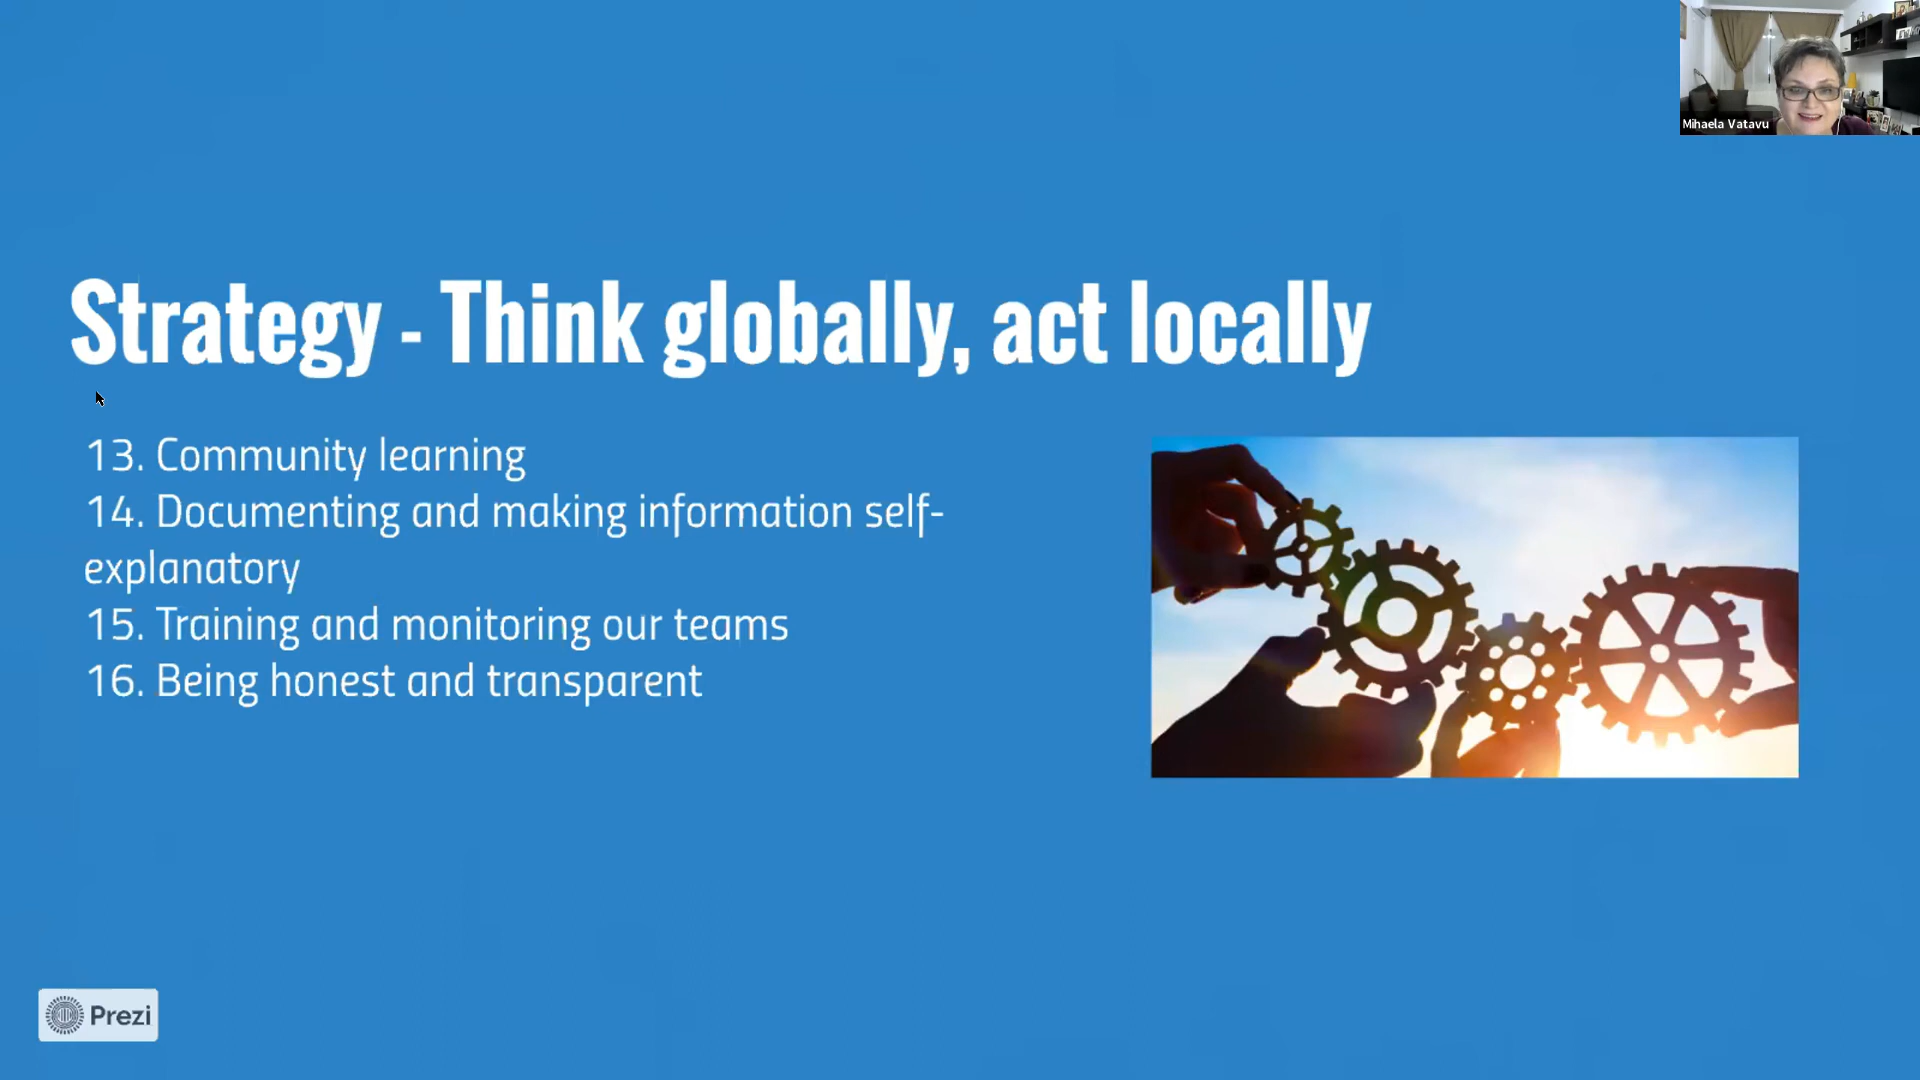 Mihaela Vatavu
Strategy - Think globally, act locally
13. Community learning
14. Documenting and making information self-
explanatory
15. Training and monitoring our teams
16. Being honest and transparent
Prezi